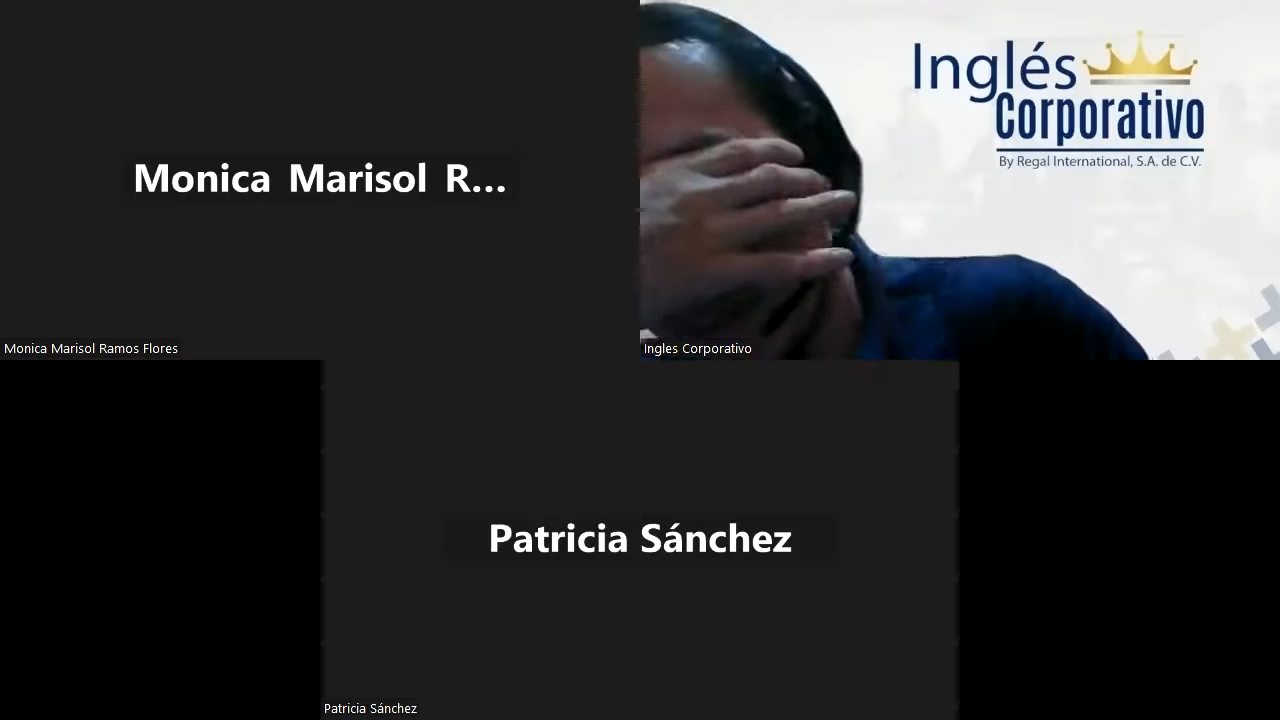 Monica Marisol R...
Monica Marisol Ramos Flores
Inglés
Corporativo
By Regal International, S.A. de C.V.
Ingles Corporativo
Patricia Sánchez
Patricia Sánchez